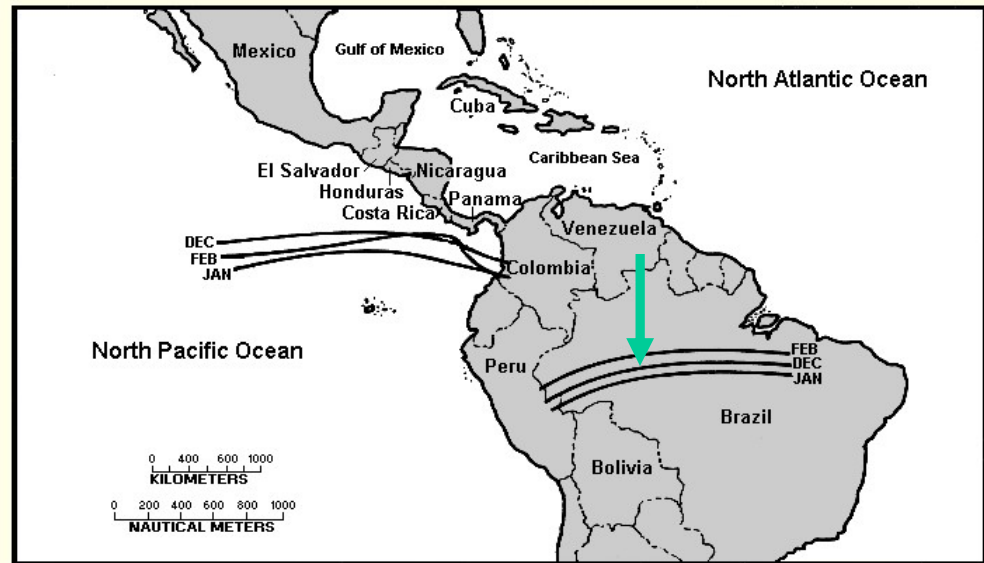 Mexico
Gulf of Mexico
North Atlantic Ocean
Cuba
Caribbean Sea
El Salvador
Nicaragua
Honduras
Panama
Costa Rica
Venezuela
DEC
FEB
JAN
Colombia
North Pacific Ocean
Peru
FEB
DEC
JAN
Brazil
Bolivia
0 400 600 1000
KILOMETERS
0 200 400 600 800 1000
NAUTICAL METERS